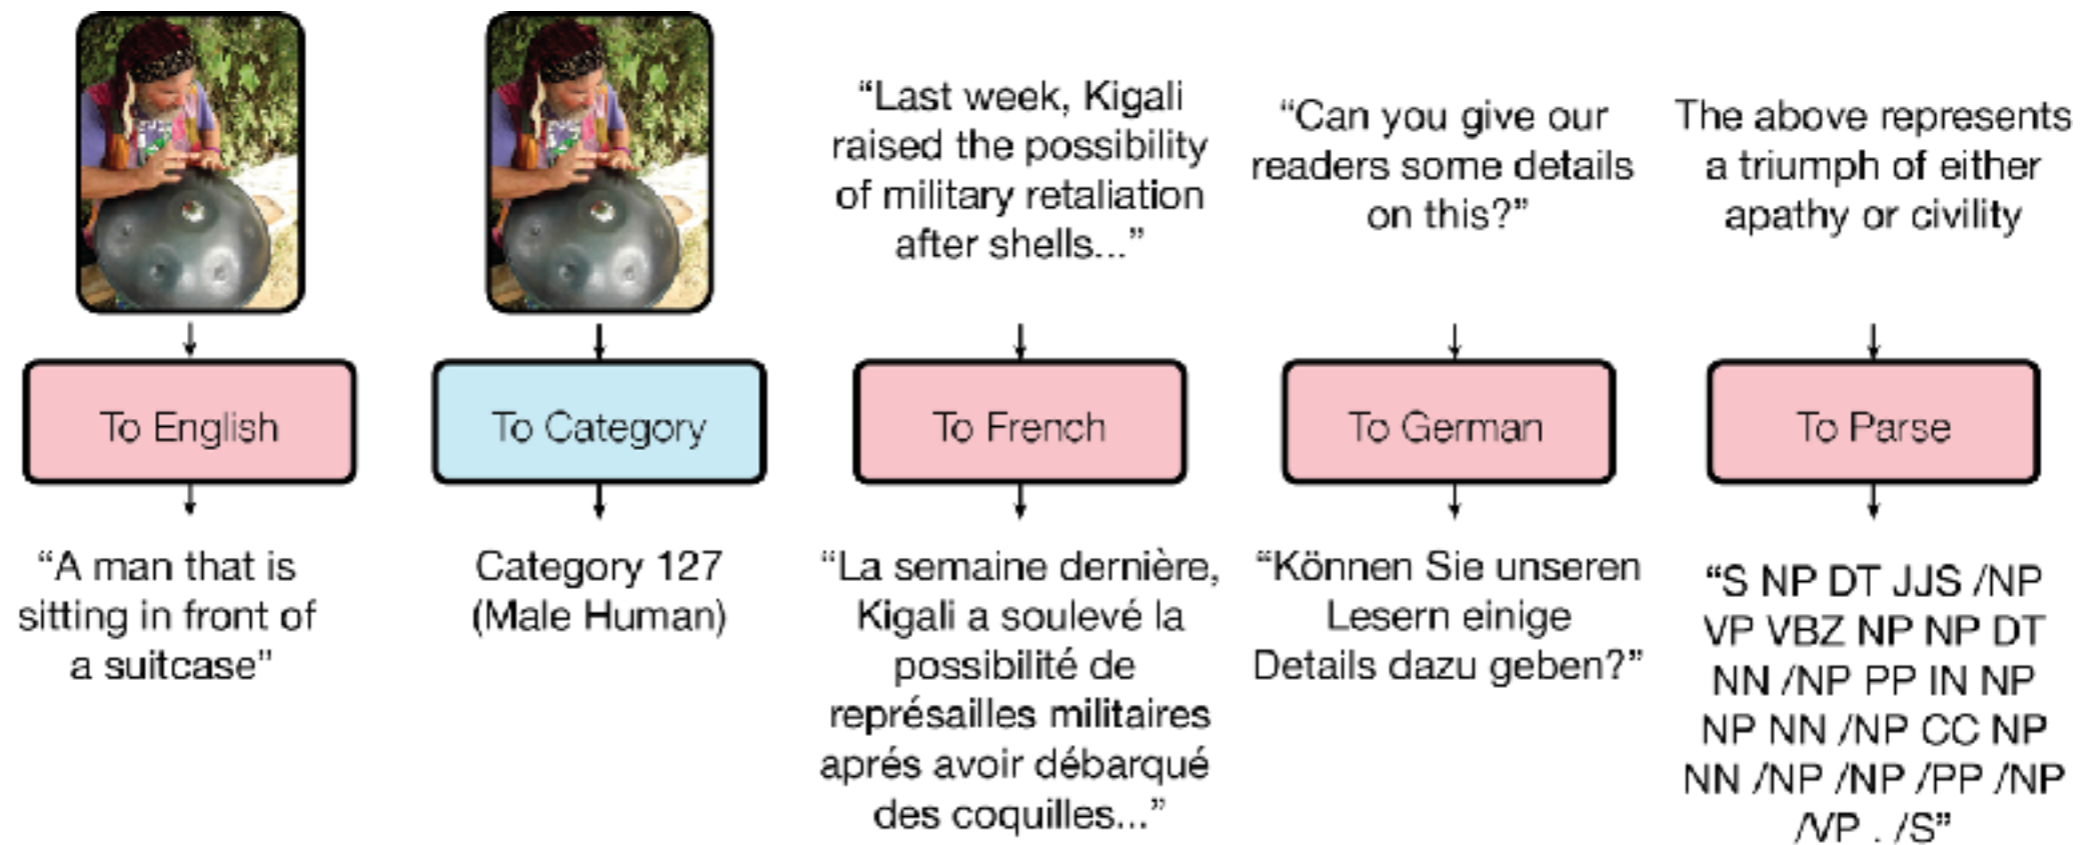 “Last week, Kigali
raised the possibility
of military retaliation
after shells...”
“Can you give our
readers some details
on this?”
The above represents
a triumph of either
apathy or civility
To English
To Category
To French
To German
To Parse
“A man that is
sitting in front of
a suitcase”
Category 127
(Male Human)
“La semaine dernière,
Kigali a soulevé la
possibilité de
représailles militaires
aprés avoir débarqué
des coquilles...”
“Können Sie unseren
Lesern einige
Details dazu geben?”
“S NP DT JJS /NP
VP VBZ NP NP DT
NN /NP PP IN NP
NP NN /NP CC NP
NN /NP /NP /PP /NP
/VP . /S”